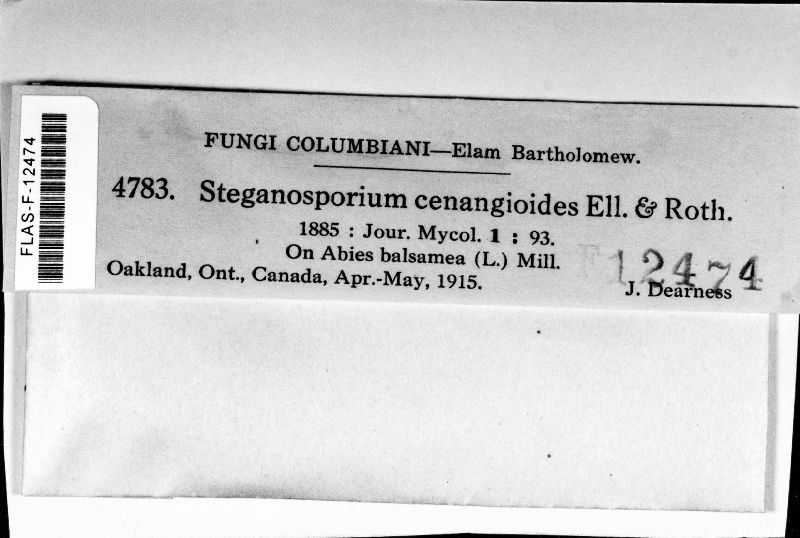 FLAS-F-12474
FUNGI COLUMBIANI—Elam Bartholomew.
4783. Steganosporium cenangioides Ell. & Roth.
1885 : Jour. Mycol. 1 : 93.
On Abies balsamea (L.) Mill.
Oakland, Ont., Canada, Apr.-May, 1915.
F12474
J. Dearness